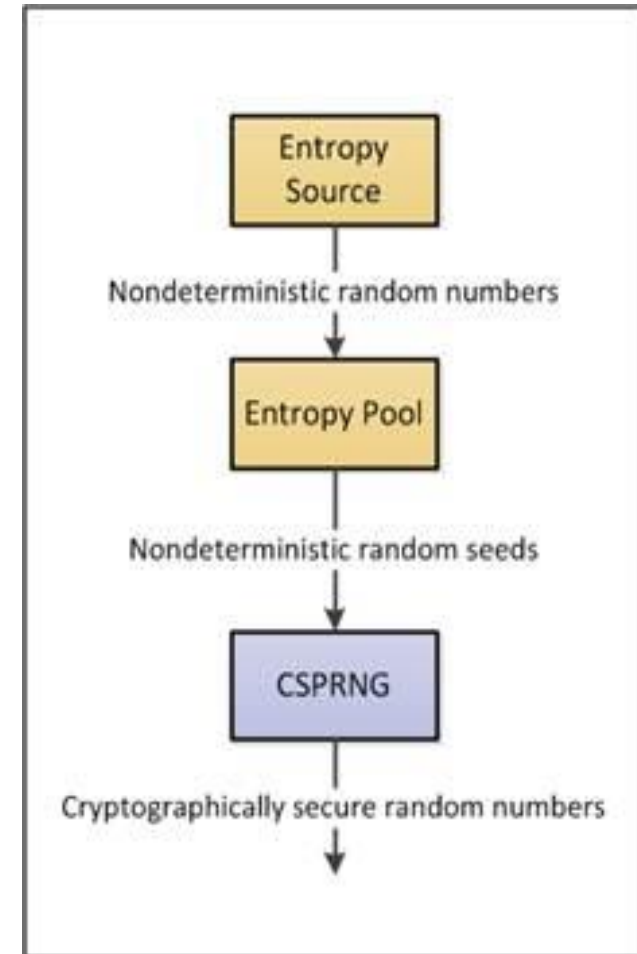 Entropy
Source
Nondeterministic random numbers
Entropy Pool
Nondeterministic random seeds
CSPRNG
Cryptographically secure random numbers